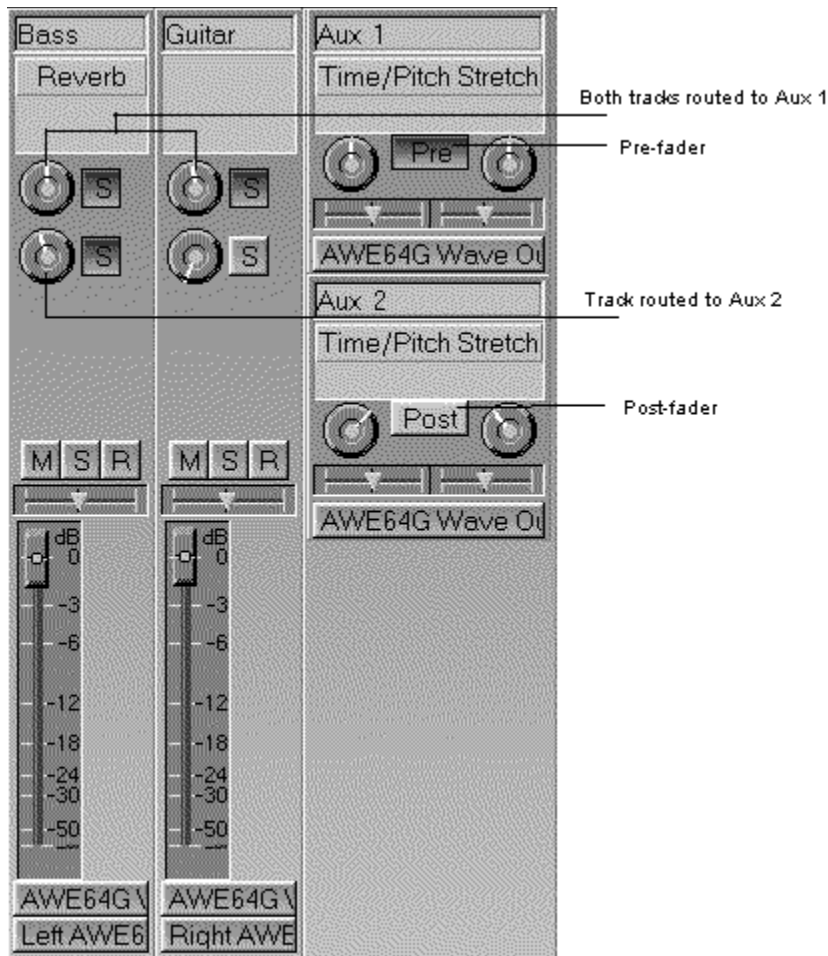 Bass
Reverb
S
S
M S R
dB
0
-3
-6
-12
-18
-24
-30
-50
AWE64G V
Left AWE6
Guitar
S
S
M S R
dB
0
-3
-6
-12
-18
-24
-30
-50
AWE64G V
Right AWE
Aux 1
Time/Pitch Stretch
Pre
AWE64G Wave Ou
Aux 2
Time/Pitch Stretch
Post
AWE64G Wave Ou
Both tracks routed to Aux 1
Pre-fader
Track routed to Aux 2
Post-fader